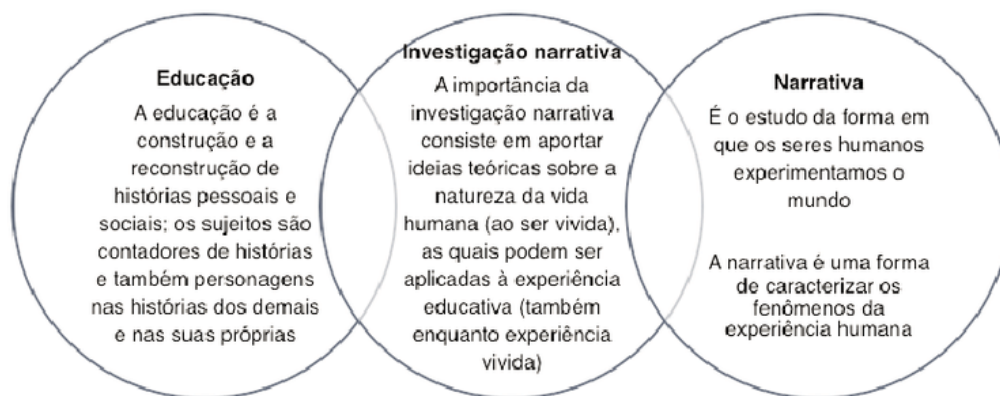 Educação
A educação é a
construção e a
reconstrução de
histórias pessoais e
sociais; os sujeitos são
contadores de histórias
e também personagens
nas histórias dos demais
e nas suas próprias
Investigação narrativa
A importância da
investigação narrativa
consiste em aportar
ideias teóricas sobre a
natureza da vida
humana (ao ser vivida),
as quais podem ser
aplicadas à experiência
educativa (também
enquanto experiência
vivida)
Narrativa
É o estudo da forma em
que os seres humanos
experimentamos o
mundo
A narrativa é uma forma
de caracterizar os
fenômenos da
experiência humana